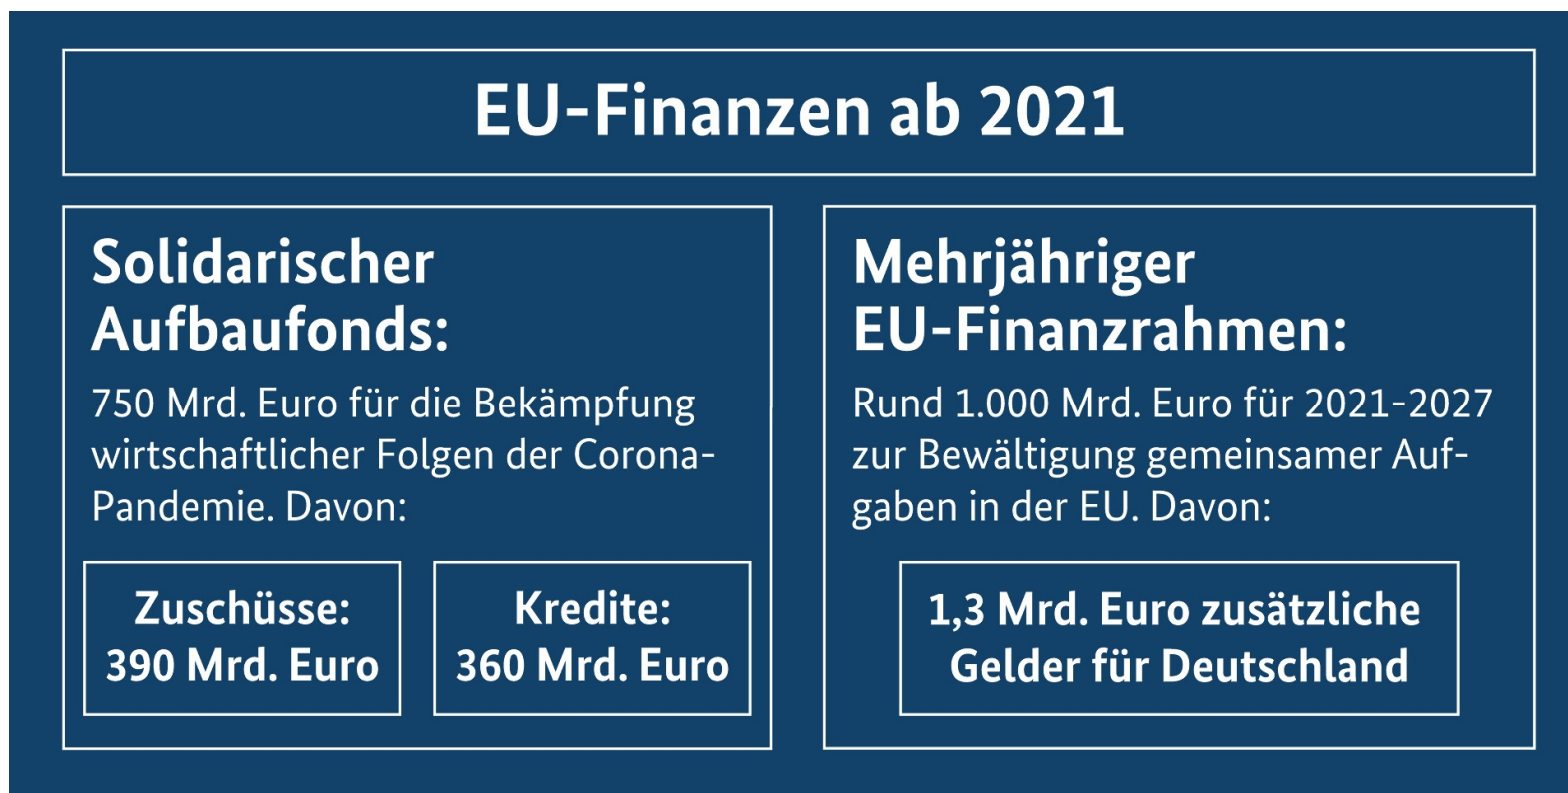 EU-Finanzen ab 2021
Solidarischer
Aufbaufonds:
750 Mrd. Euro für die Bekämpfung
wirtschaftlicher Folgen der Corona-
Pandemie. Davon:
Zuschüsse:
390 Mrd. Euro
Kredite:
360 Mrd. Euro
Mehrjähriger
EU-Finanzrahmen:
Rund 1.000 Mrd. Euro für 2021-2027
zur Bewältigung gemeinsamer Auf-
gaben in der EU. Davon:
1,3 Mrd. Euro zusätzliche
Gelder für Deutschland